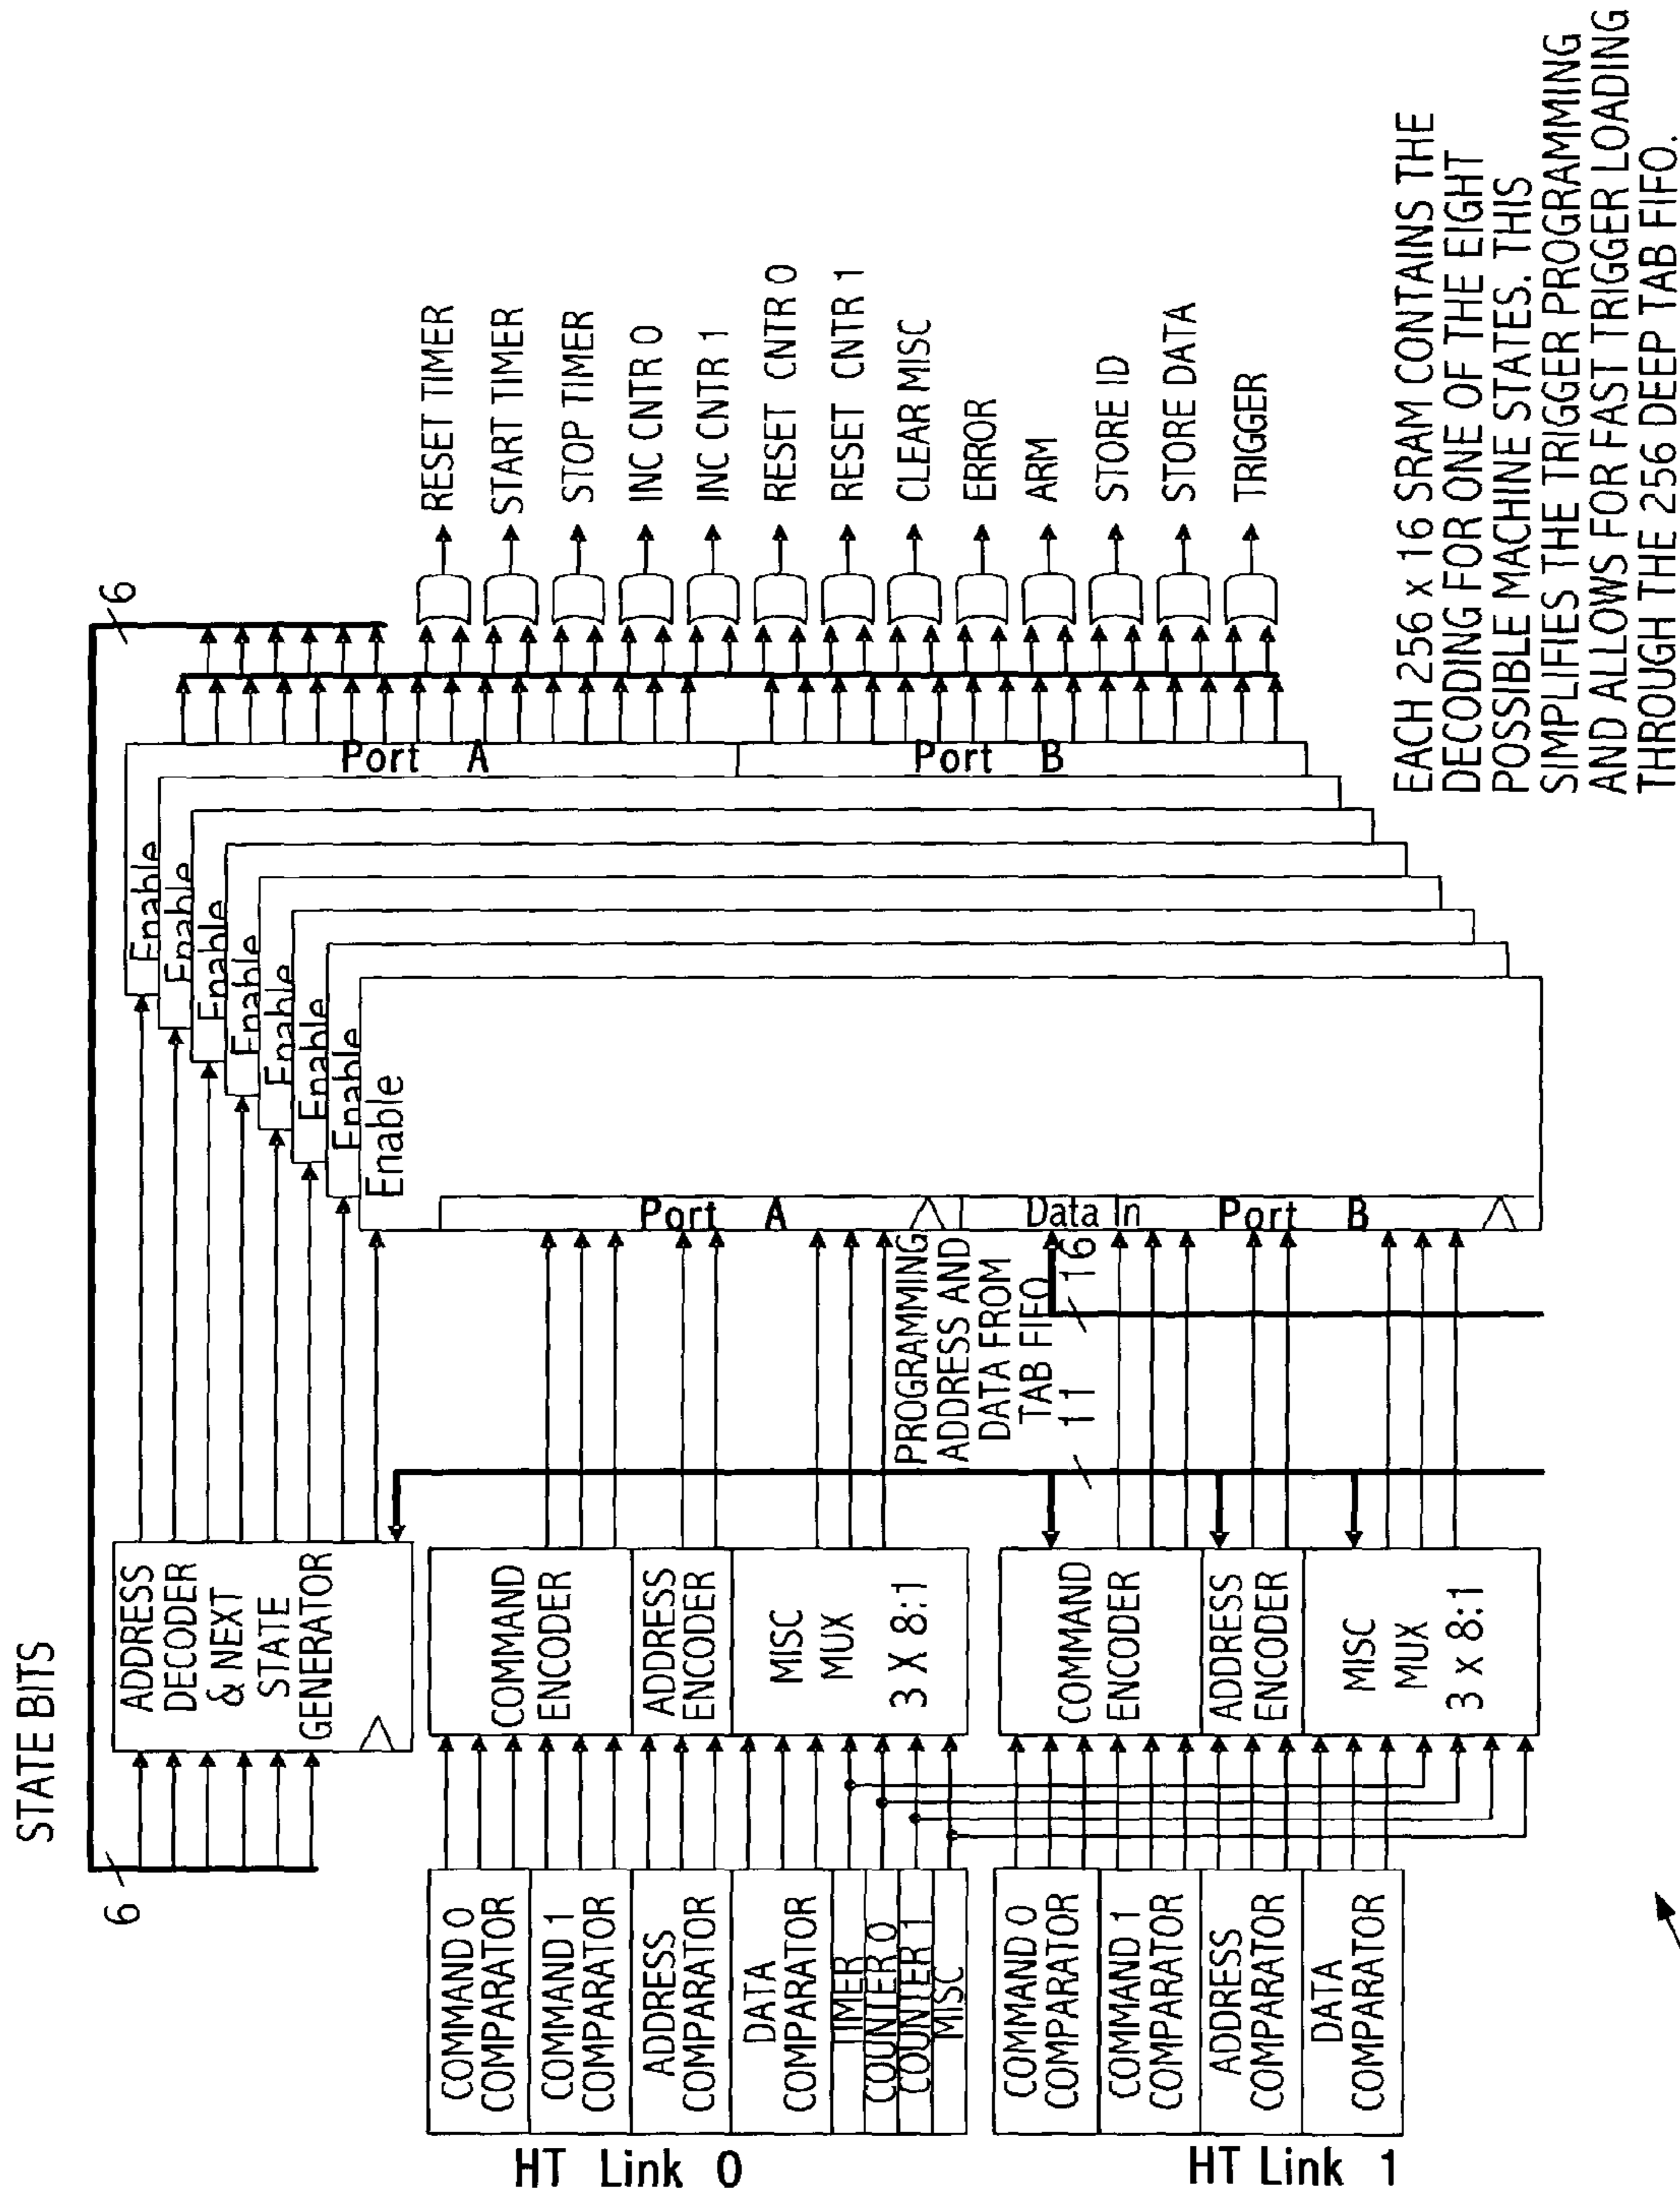 STATE BITS
6
6
ADDRESS
DECODER
& NEXT
STATE
GENERATOR
Enable
Enable
Enable
Enable
Enable
Enable
Enable
Enable
Port A
Port B
HT Link 0
COMMAND 0
COMPARATOR
COMMAND 1
COMPARATOR
ADDRESS
COMPARATOR
DATA
COMPARATOR
TIMER
COUNTER 0
COUNTER 1
MISC
COMMAND
ENCODER
ADDRESS
ENCODER
MISC
MUX
3 X 8:1
Port A
PROGRAMMING
ADDRESS AND
DATA FROM
TAB FIFO
11
16
Data In
Port B
HT Link 1
COMMAND 0
COMPARATOR
COMMAND 1
COMPARATOR
ADDRESS
COMPARATOR
DATA
COMPARATOR
COMMAND
ENCODER
ADDRESS
ENCODER
MISC
MUX
3 x 8:1
RESET TIMER
START TIMER
STOP TIMER
INC CNTR 0
INC CNTR 1
RESET CNTR 0
RESET CNTR 1
CLEAR MISC
ERROR
ARM
STORE ID
STORE DATA
TRIGGER
EACH 256 x 16 SRAM CONTAINS THE
DECODING FOR ONE OF THE EIGHT
POSSIBLE MACHINE STATES. THIS
SIMPLIFIES THE TRIGGER PROGRAMMING
AND ALLOWS FOR FAST TRIGGER LOADING
THROUGH THE 256 DEEP TAB FIFO.